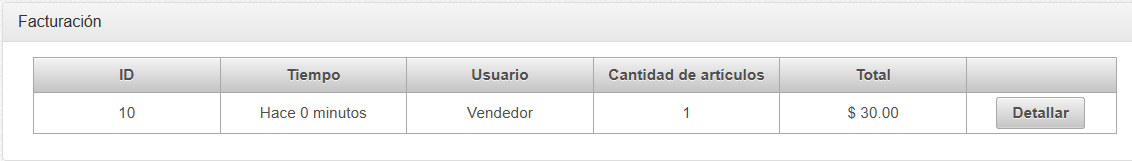 Facturación
ID Tiempo Usuario Cantidad de artículos Total
10 Hace 0 minutos Vendedor 1 $ 30.00 Detallar